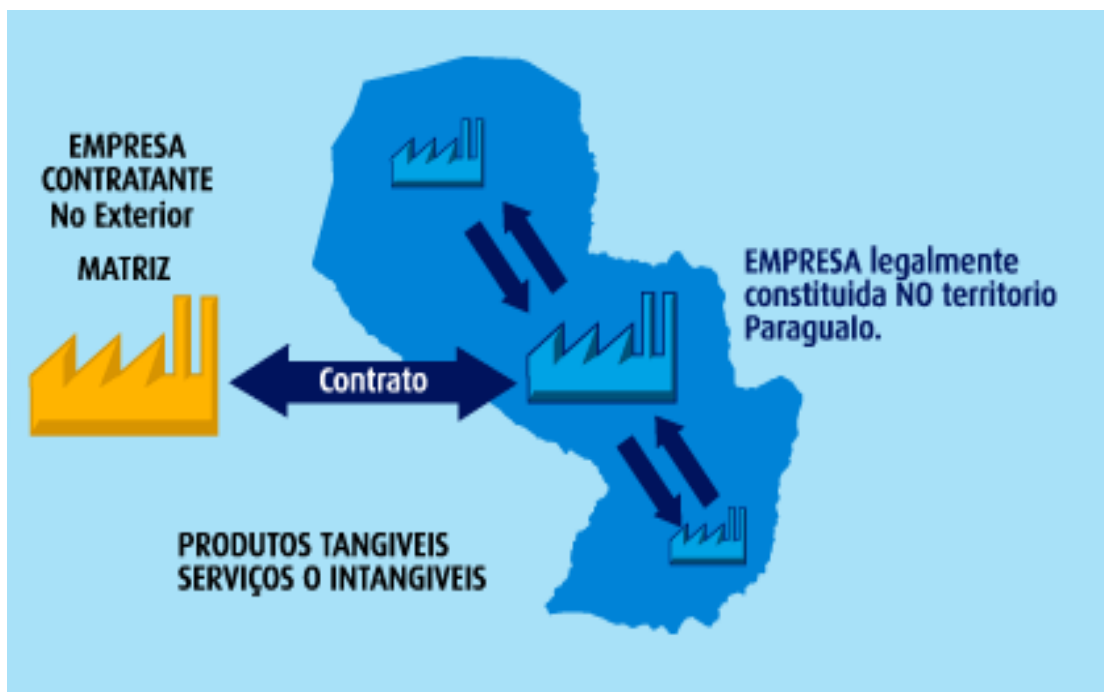 EMPRESA
CONTRATANTE
No Exterior
MATRIZ
Contrato
EMPRESA legalmente
constituida NO territorio
Paragualo.
PRODUTOS TANGIVEIS
SERVIÇOS O INTANGIVEIS